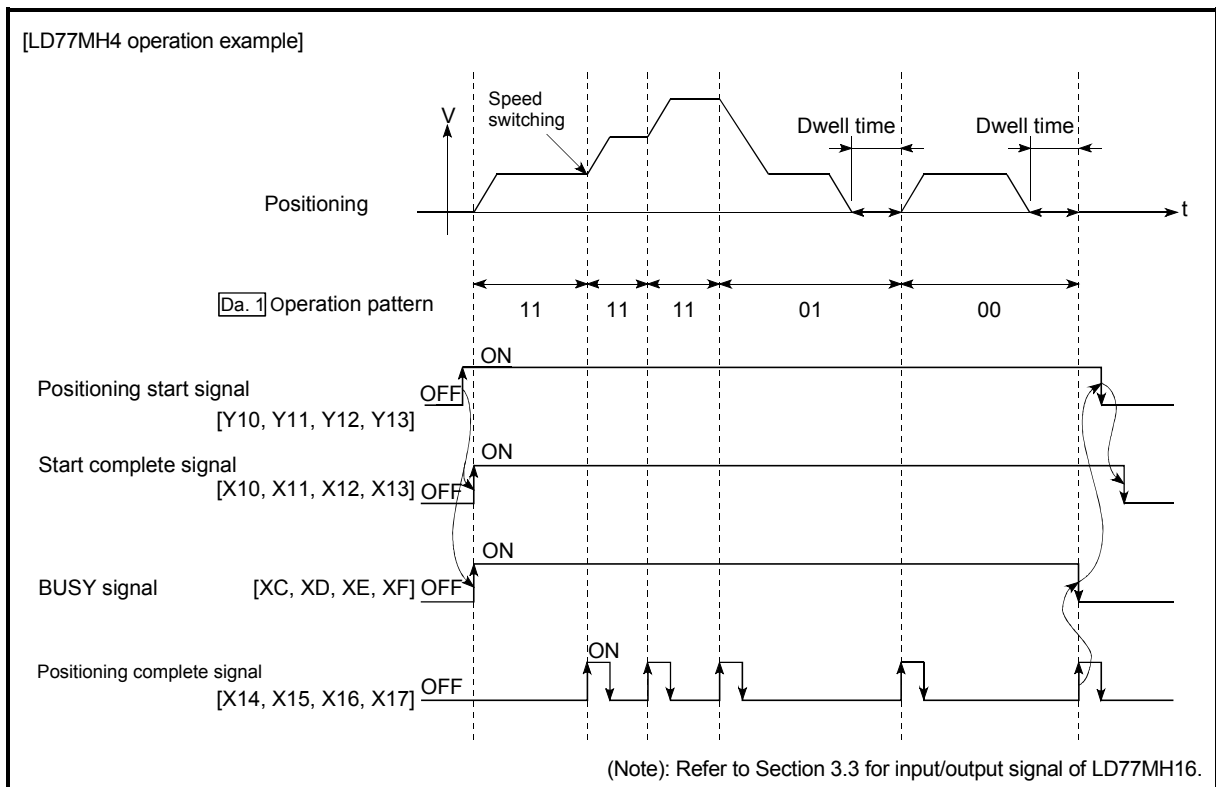 [LD77MH4 operation example]
Speed
switching
V
Dwell time
Dwell time
Positioning
t
Da. 1 Operation pattern
11
11
11
01
00
ON
Positioning start signal
OFF
[Y10, Y11, Y12, Y13]
ON
Start complete signal
[X10, X11, X12, X13]
OFF
ON
BUSY signal
[XC, XD, XE, XF]
OFF
ON
Positioning complete signal
OFF
[X14, X15, X16, X17]
(Note): Refer to Section 3.3 for input/output signal of LD77MH16.